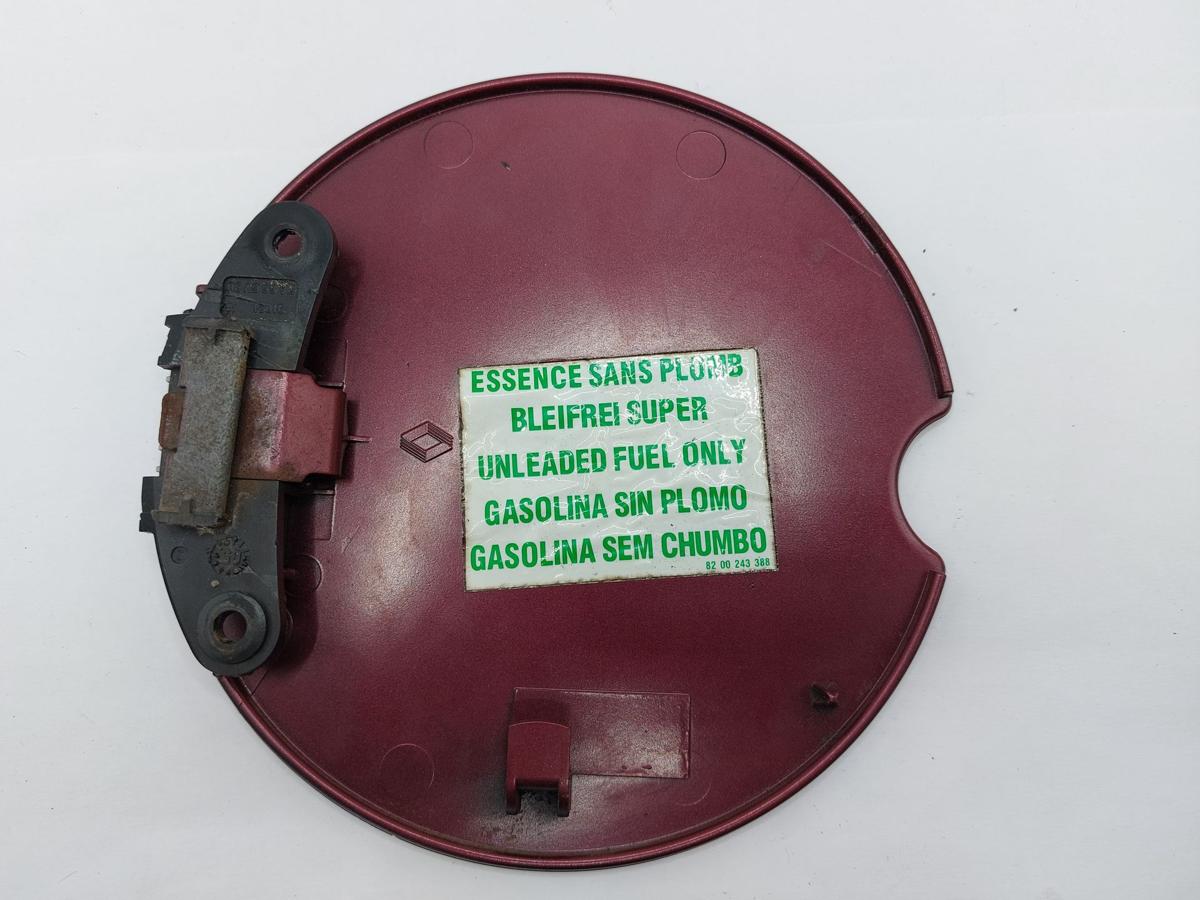 ESSENCE SANS PLOMB
BLEIFREI SUPER
UNLEADED FUEL ONLY
GASOLINA SIN PLOMO
GASOLINA SEM CHUMBO
82 00 243 388